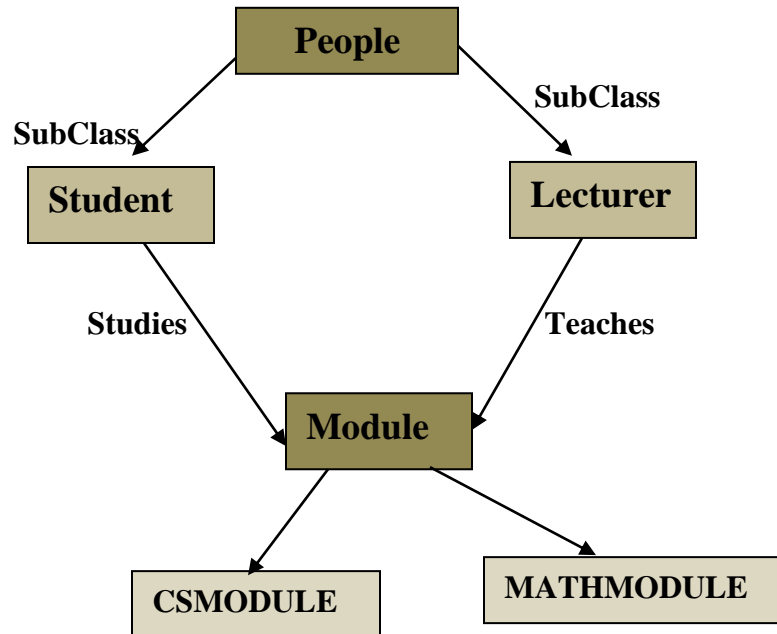 People
SubClass
SubClass
Student
Lecturer
Studies
Teaches
Module
CSMODULE
MATHMODULE